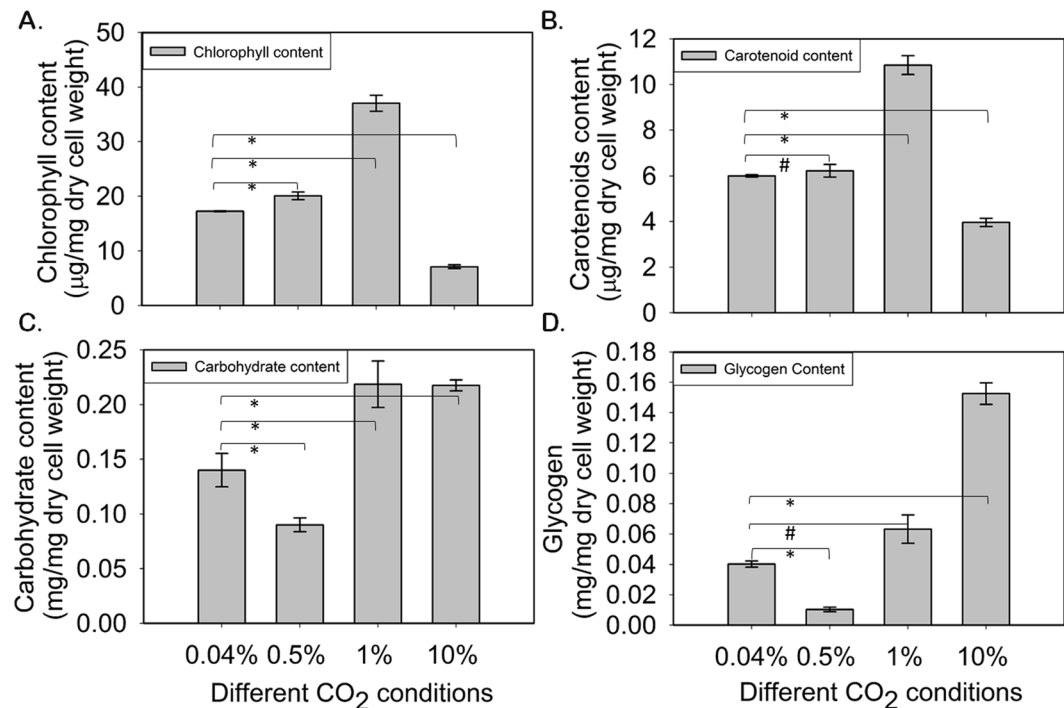 A.
Chlorophyll content
(μg/mg dry cell weight)
50
40
30
20
10
0
Chlorophyll content
*
*
*
B.
Carotenoids content
(μg/mg dry cell weight)
12
10
8
6
4
2
0
Carotenoid content
*
*
#
C.
Carbohydrate content
(mg/mg dry cell weight)
0.25
0.20
0.15
0.10
0.05
0.00
Carbohydrate content
*
*
*
0.04% 0.5% 1% 10%
Different CO2 conditions
D.
Glycogen
(mg/mg dry cell weight)
0.18
0.16
0.14
0.12
0.10
0.08
0.06
0.04
0.02
0.00
Glycogen Content
*
#
*
0.04% 0.5% 1% 10%
Different CO2 conditions